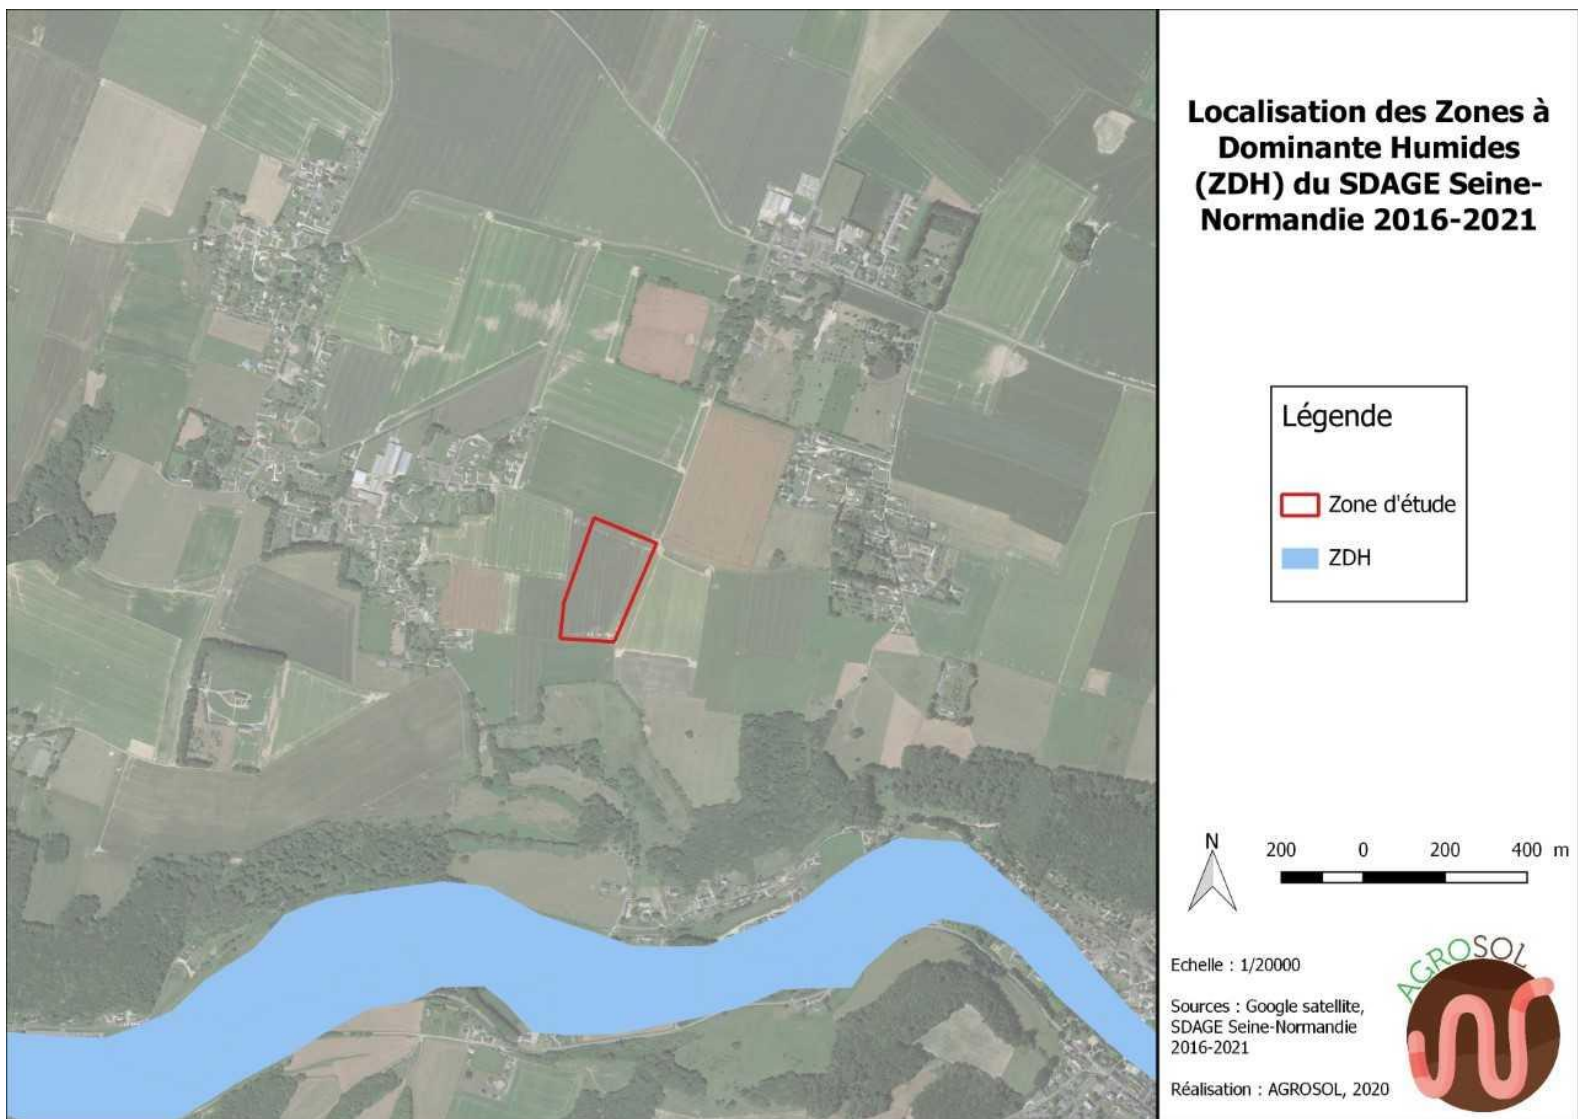 Localisation des Zones à
Dominante Humides
(ZDH) du SDAGE Seine-
Normandie 2016-2021
Légende
Zone d'étude
ZDH
N
200 0 200 400 m
Echelle : 1/20000
Sources : Google satellite,
SDAGE Seine-Normandie
2016-2021
Réalisation : AGROSOL, 2020
AGROSOL